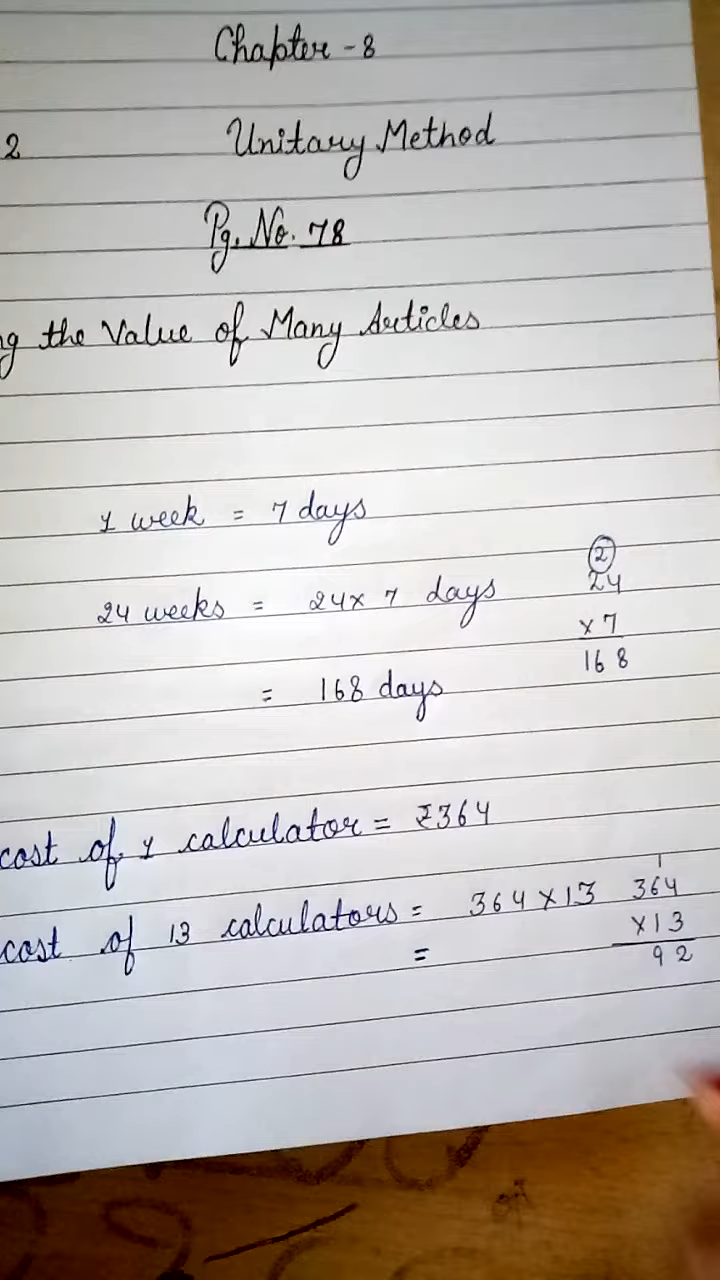 Chapter - 8
2 Unitary Method
Pg. No. 78
the Value of Many Articles
1 week = 7 days
24 weeks = 24 x 7 days
= 168 days
2
24
x 7
168
cost of 1 calculator = ₹364
cost of 13 calculators = 364 x 13
=
1
364
x 13
92